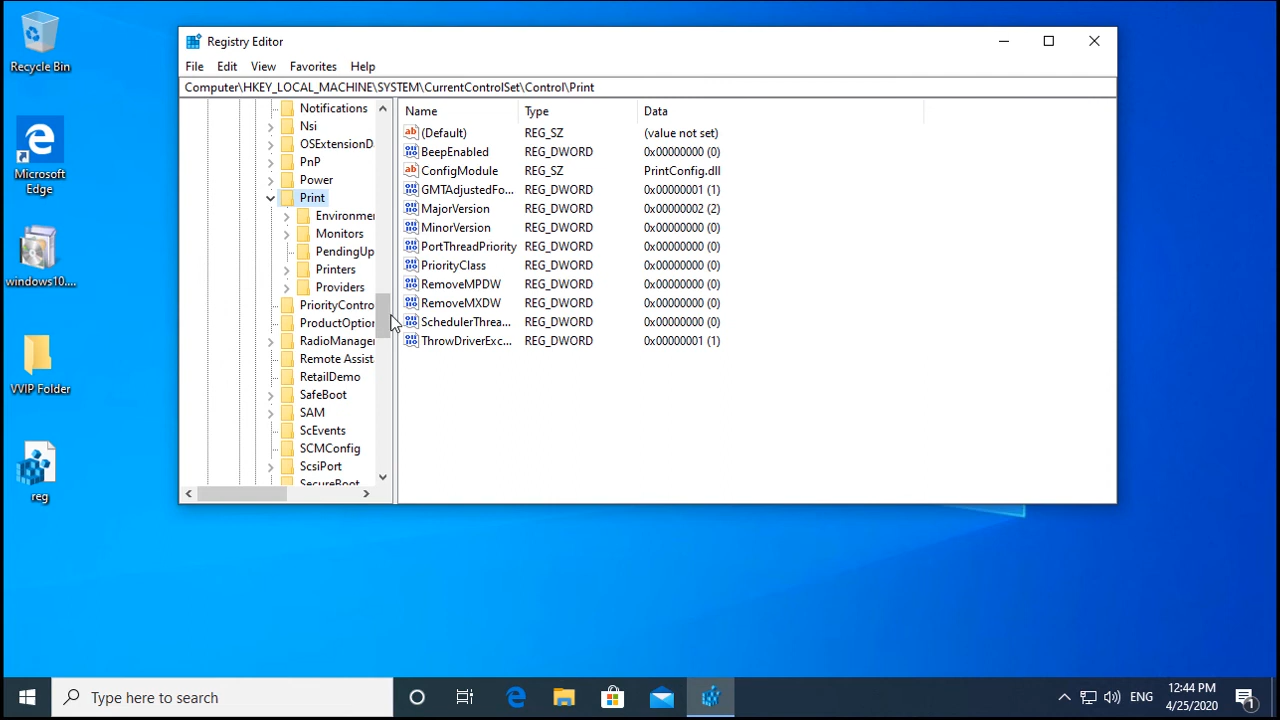 Recycle Bin
Microsoft
Edge
windows10....
VVIP Folder
reg
Registry Editor
File Edit View Favorites Help
Computer\HKEY_LOCAL_MACHINE\SYSTEM\CurrentControlSet\Control\Print
Notifications
Nsi
OSExtensionD
PnP
Power
Print
Environme
Monitors
PendingUp
Printers
Providers
PriorityContro
ProductOption
RadioManage
Remote Assist
RetailDemo
SafeBoot
SAM
ScEvents
SCMConfig
ScsiPort
SecureBoot
Name Type Data
(Default) REG_SZ (value not set)
BeepEnabled REG_DWORD 0x00000000 (0)
ConfigModule REG_SZ PrintConfig.dll
GMTAdjustedFo... REG_DWORD 0x00000001 (1)
MajorVersion REG_DWORD 0x00000002 (2)
MinorVersion REG_DWORD 0x00000000 (0)
PortThreadPriority REG_DWORD 0x00000000 (0)
PriorityClass REG_DWORD 0x00000000 (0)
RemoveMPDW REG_DWORD 0x00000000 (0)
RemoveMXDW REG_DWORD 0x00000000 (0)
SchedulerThrea... REG_DWORD 0x00000000 (0)
ThrowDriverExc... REG_DWORD 0x00000001 (1)
Type here to search
ENG
12:44 PM
4/25/2020
1